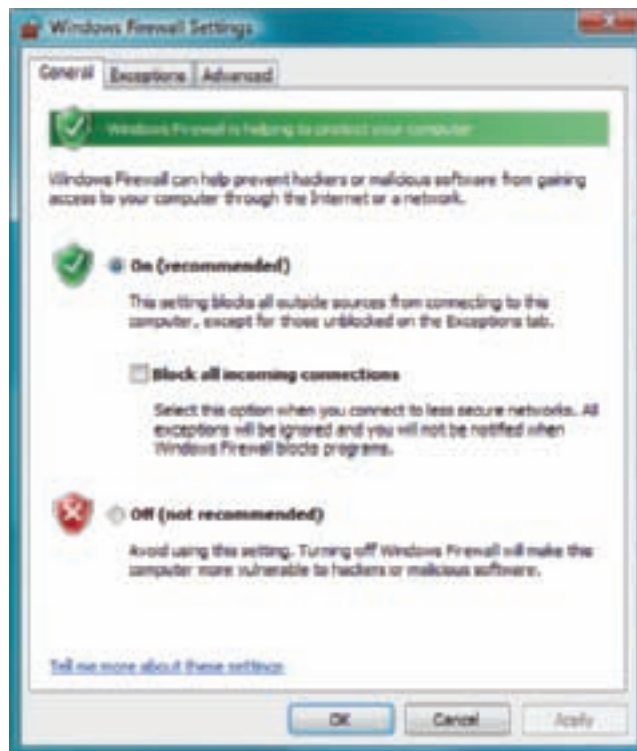 Windows Firewall Settings
General Exceptions Advanced
Windows Firewall is helping to protect your computer
Windows Firewall can help prevent hackers or malicious software from gaining
access to your computer through the Internet or a network.
On (recommended)
This setting blocks all outside sources from connecting to this
computer, except for those unblocked on the Exceptions tab.
Block all incoming connections
Select this option when you connect to less secure networks. All
exceptions will be ignored and you will not be notified when
Windows Firewall blocks programs.
Off (not recommended)
Avoid using this setting. Turning off Windows Firewall will make this
computer more vulnerable to hackers or malicious software.
Tell me more about these settings
OK Cancel Apply